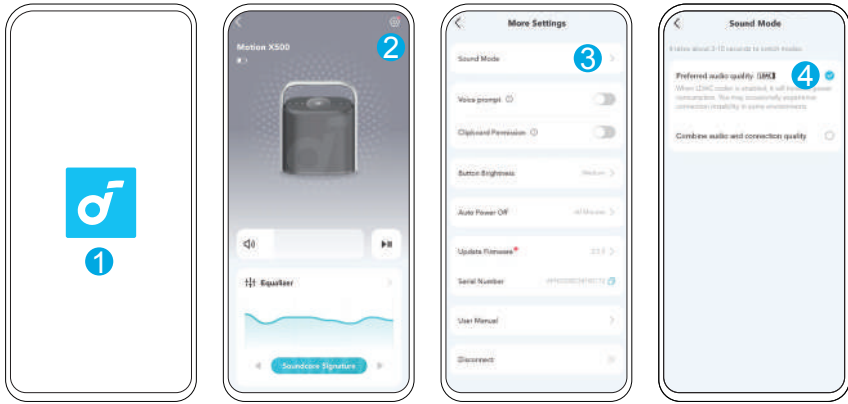 1
2
Motion X500
Equalizer
Soundcore Signature
More Settings
3
Sound Mode
Voice prompt
Clipboard Permission
Button Brightness
Medium
Auto Power Off
Update Firmware
Serial Number
User Manual
Disconnect
Sound Mode
It takes about 3-10 seconds to switch modes
4
Preferred audio quality LDAC
When LDAC codec is enabled, it will increase power
consumption. You may occasionally experience
connection instability in some environments.
Combine audio and connection quality